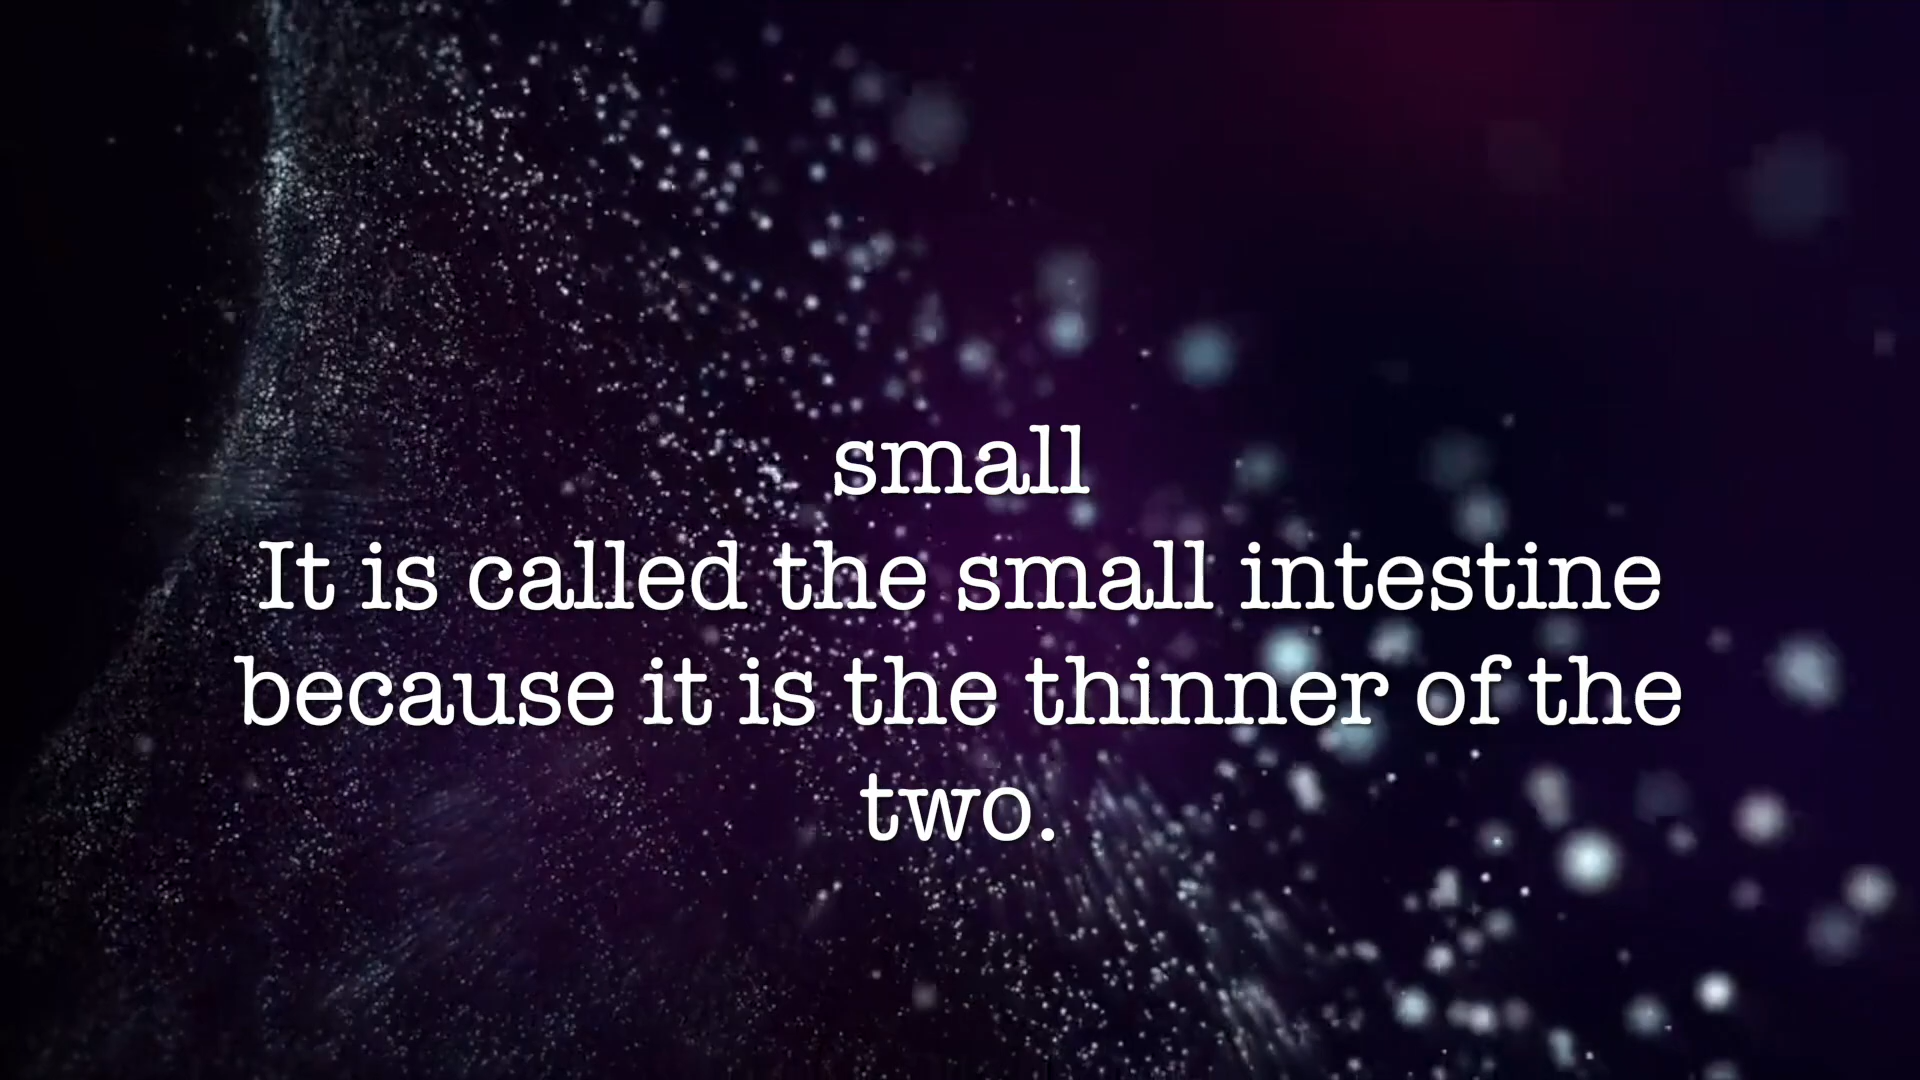 small
It is called the small intestine
because it is the thinner of the
two.